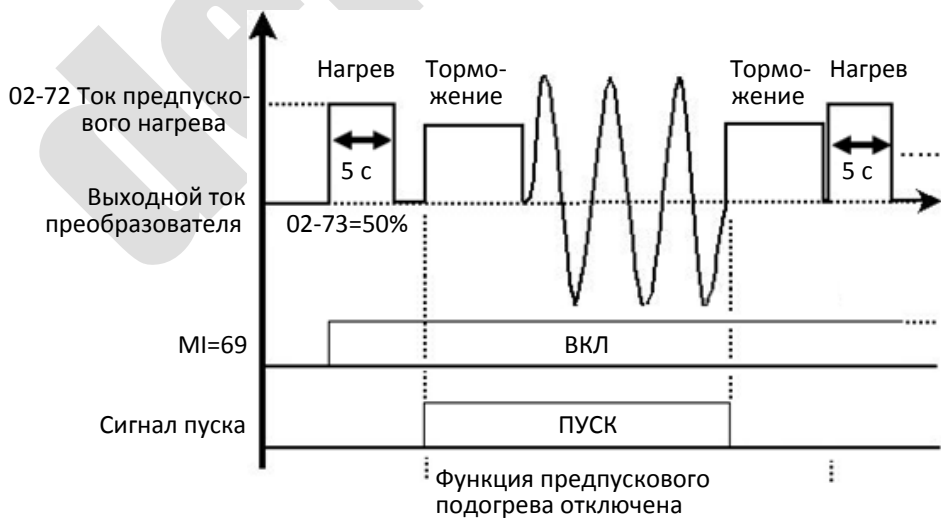 Нагрев
Тормо-
жение
Тормо-
жение
Нагрев
02-72 Ток предпуско-
вого нагрева
5 с
5 с
Выходной ток
преобразователя
02-73=50%
MI=69
ВКЛ
Сигнал пуска
ПУСК
Функция предпускового
подогрева отключена